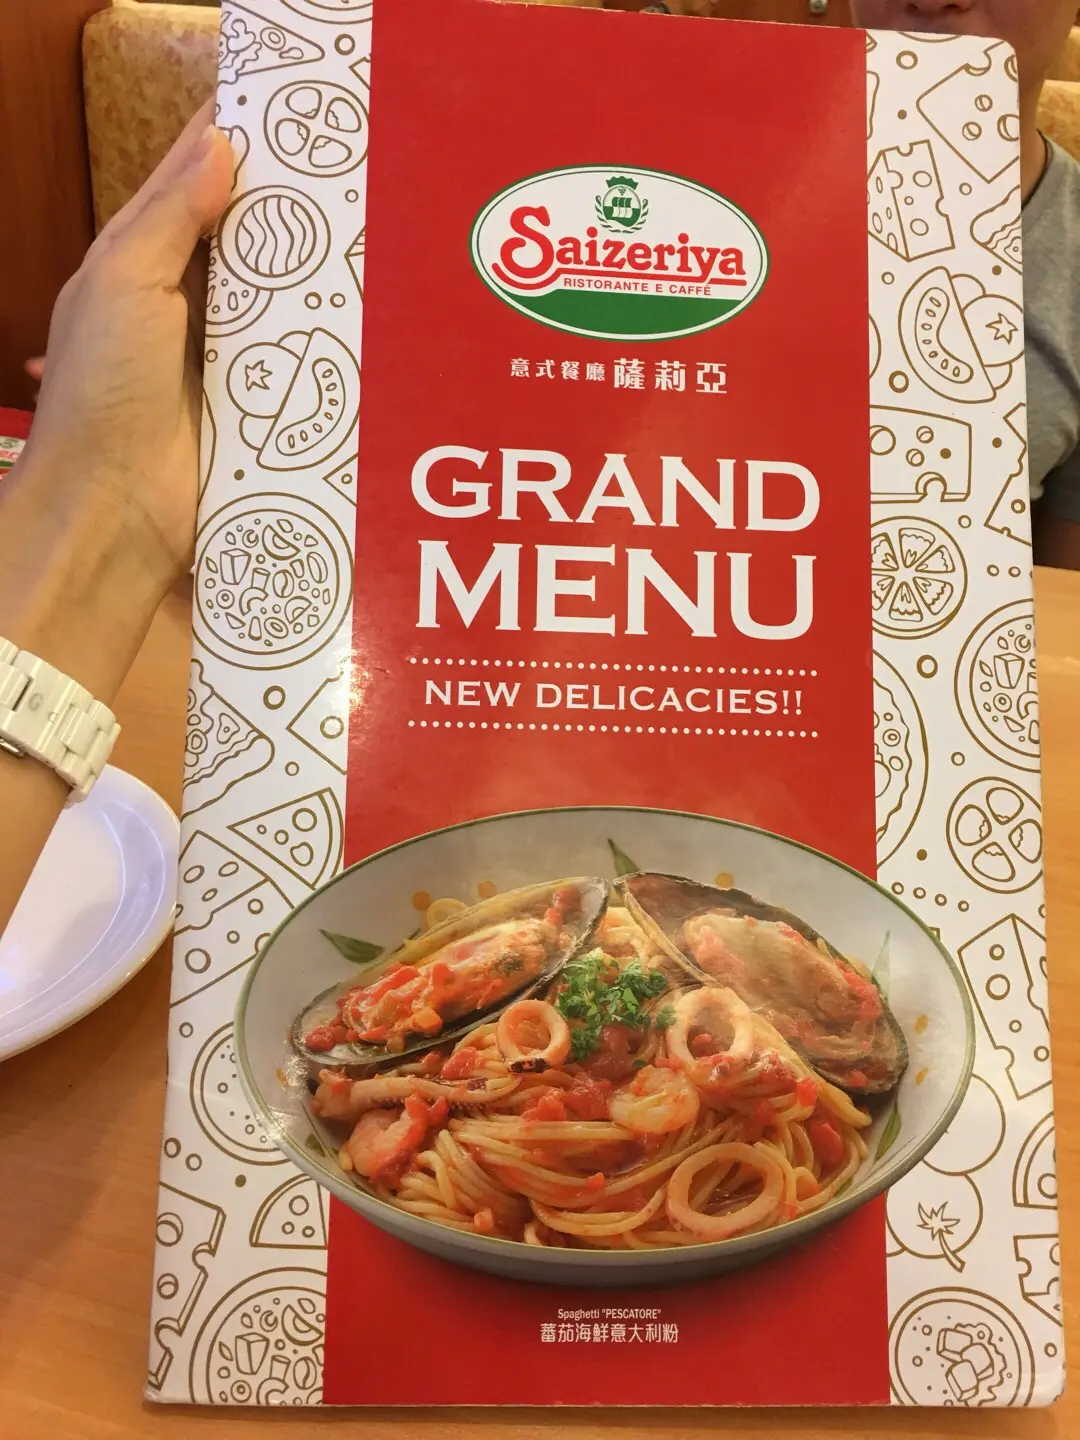 Saizeriya
RISTORANTE E CAFFÈ
意式餐廳 薩莉亞
GRAND
MENU
NEW DELICACIES!!
Spaghetti "PESCATORE"
蕃茄海鮮意大利粉